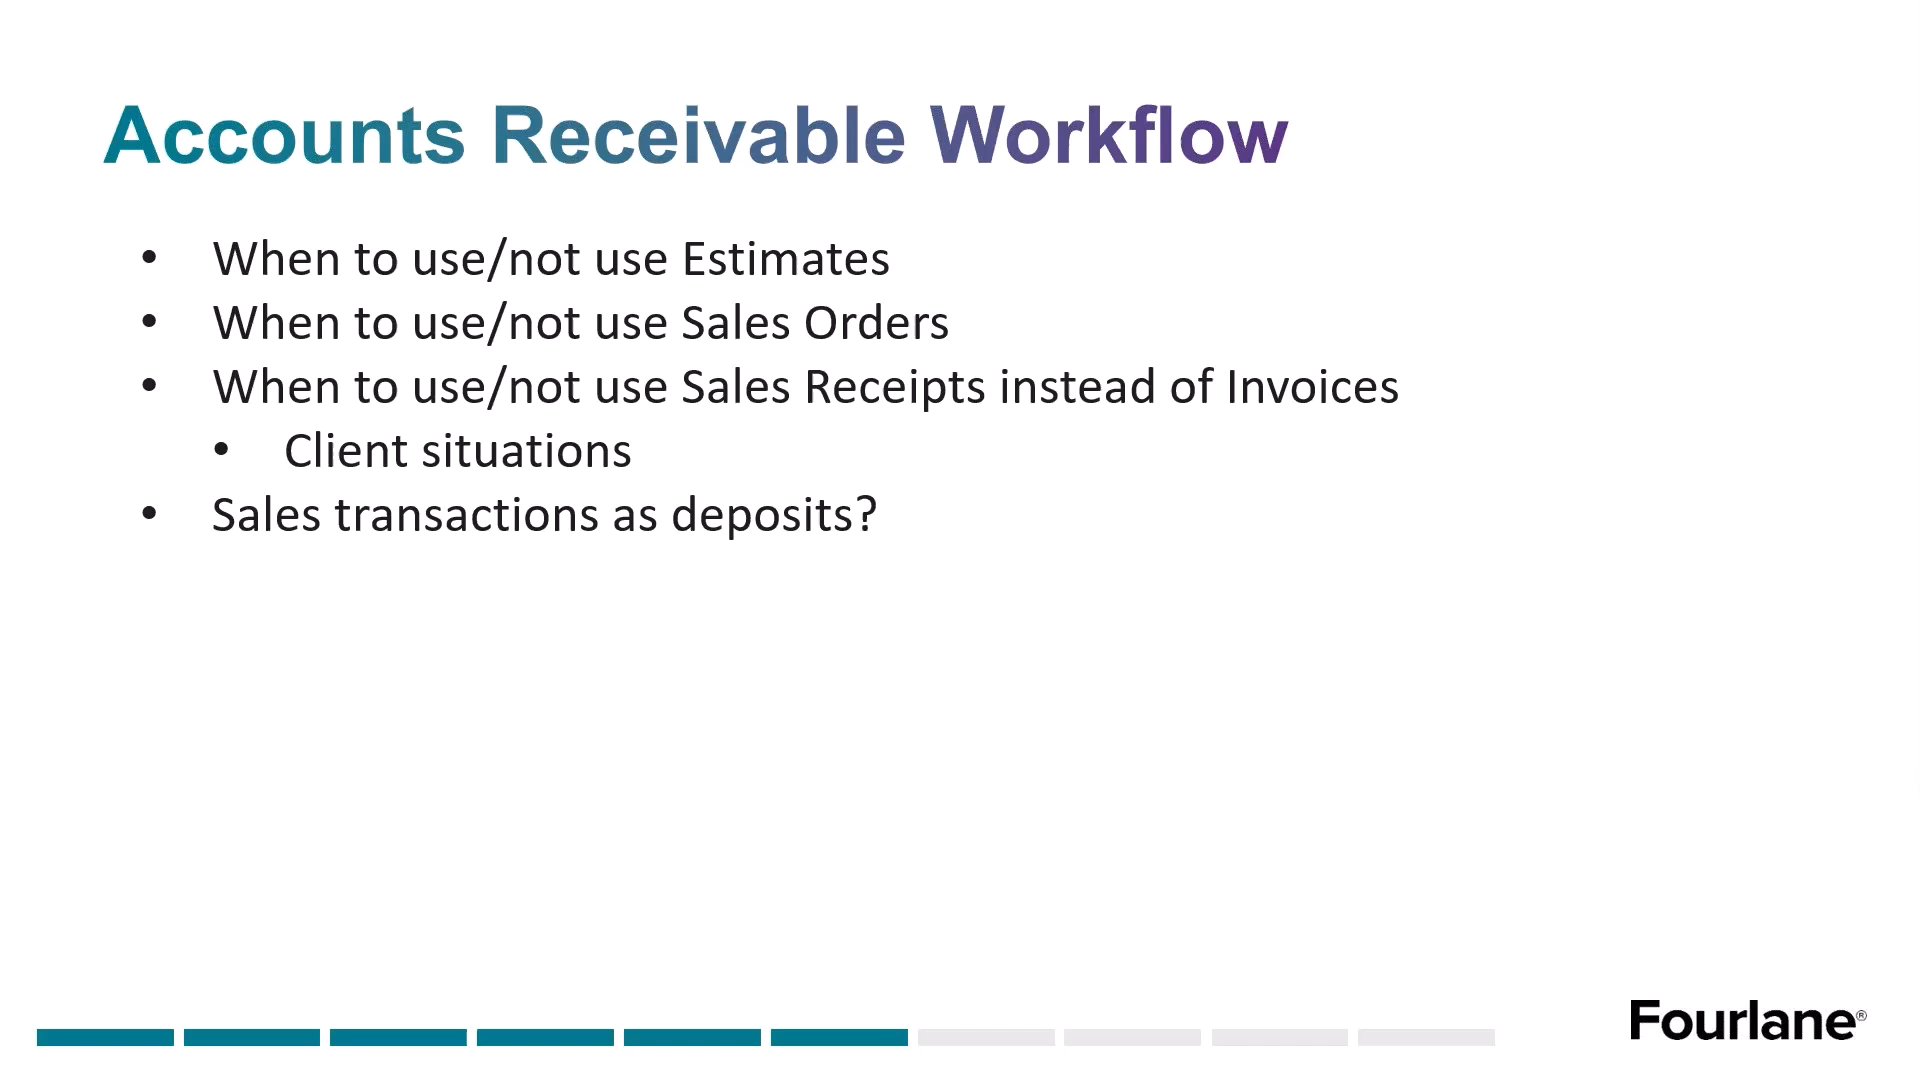 Accounts Receivable Workflow
• When to use/not use Estimates
• When to use/not use Sales Orders
• When to use/not use Sales Receipts instead of Invoices
• Client situations
• Sales transactions as deposits?
Fourlane®